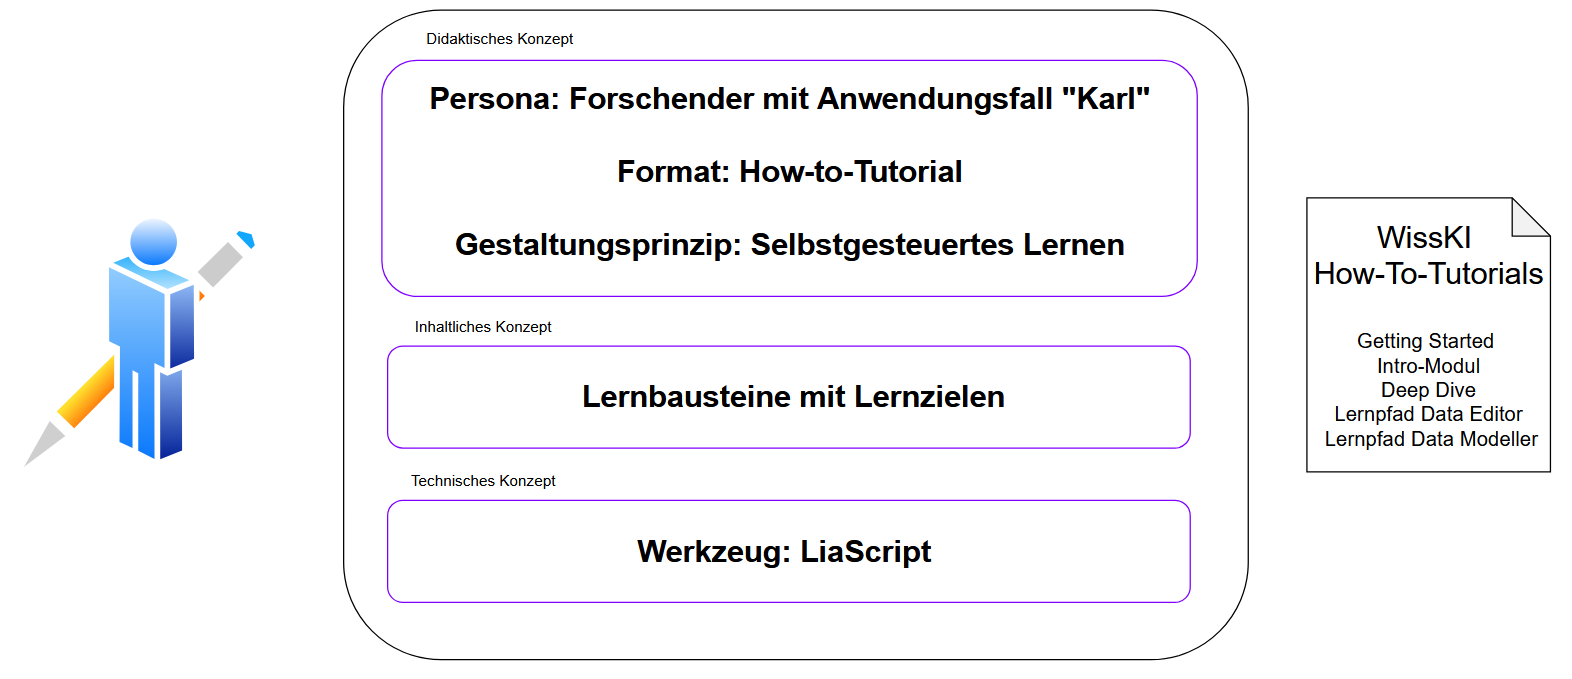 Didaktisches Konzept
Persona: Forschender mit Anwendungsfall "Karl"
Format: How-to-Tutorial
Gestaltungsprinzip: Selbstgesteuertes Lernen
Inhaltliches Konzept
Lernbausteine mit Lernzielen
Technisches Konzept
Werkzeug: LiaScript
WissKI
How-To-Tutorials
Getting Started
Intro-Modul
Deep Dive
Lernpfad Data Editor
Lernpfad Data Modeller